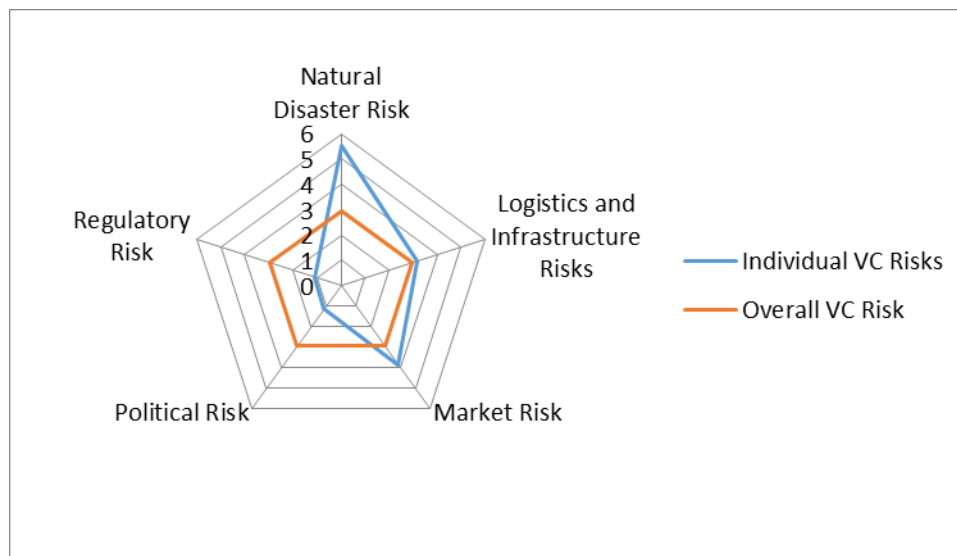 Natural
Disaster Risk
6
5
4
3
2
1
0
Logistics and
Infrastructure
Risks
Market Risk
Political Risk
Regulatory
Risk
Individual VC Risks
Overall VC Risk